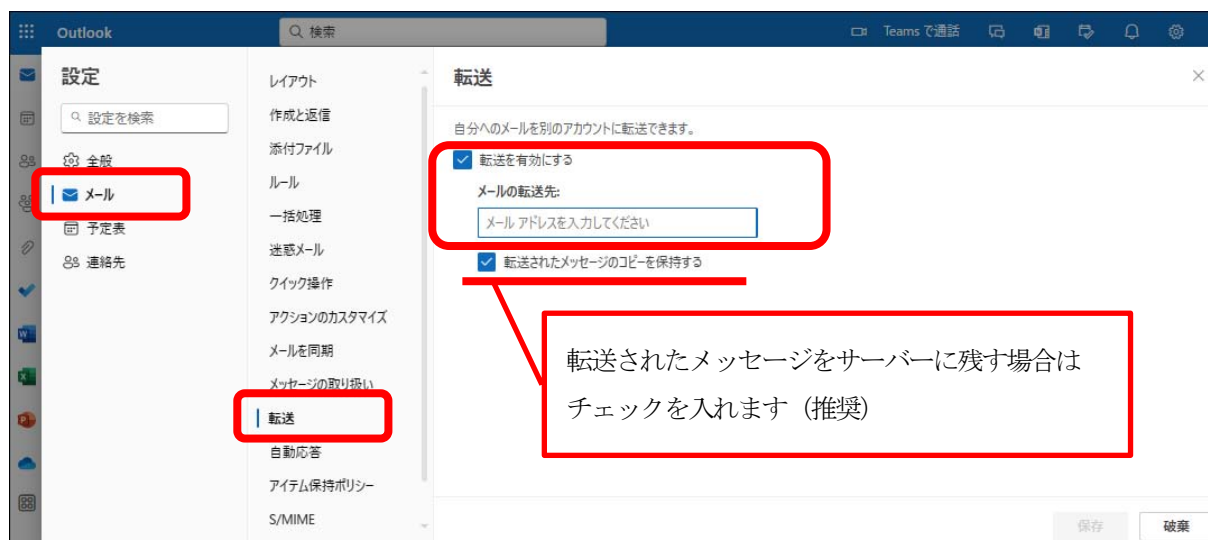 Outlook
検索
Teams で通話
設定
設定を検索
全般
メール
予定表
連絡先
レイアウト
作成と返信
添付ファイル
ルール
一括処理
迷惑メール
クイック操作
アクションのカスタマイズ
メールを同期
メッセージの取り扱い
転送
自動応答
アイテム保持ポリシー
S/MIME
転送
自分へのメールを別のアカウントに転送できます。
転送を有効にする
メールの転送先:
メール アドレスを入力してください
転送されたメッセージのコピーを保持する
転送されたメッセージをサーバーに残す場合は
チェックを入れます（推奨）
保存
破棄